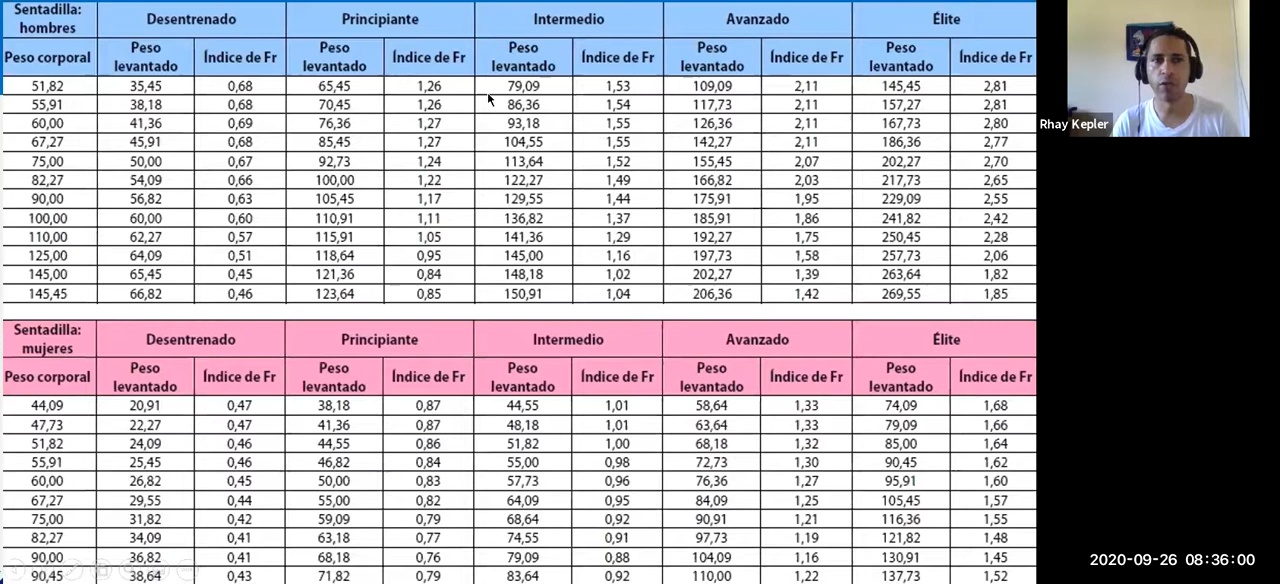 Sentadilla: hombres Desentrenado Principiante Intermedio Avanzado Élite
Peso corporal Peso levantado Índice de Fr Peso levantado Índice de Fr Peso levantado Índice de Fr Peso levantado Índice de Fr Peso levantado Índice de Fr
51,82 35,45 0,68 65,45 1,26 79,09 1,53 109,09 2,11 145,45 2,81
55,91 38,18 0,68 70,45 1,26 86,36 1,54 117,73 2,11 157,27 2,81
60,00 41,36 0,69 76,36 1,27 93,18 1,55 126,36 2,11 167,73 2,80
67,27 45,91 0,68 85,45 1,27 104,55 1,55 142,27 2,11 186,36 2,77
75,00 50,00 0,67 92,73 1,24 113,64 1,52 155,45 2,07 202,27 2,70
82,27 54,09 0,66 100,00 1,22 122,27 1,49 166,82 2,03 217,73 2,65
90,00 56,82 0,63 105,45 1,17 129,55 1,44 175,91 1,95 229,09 2,55
100,00 60,00 0,60 110,91 1,11 136,82 1,37 185,91 1,86 241,82 2,42
110,00 62,27 0,57 115,91 1,05 141,36 1,29 192,27 1,75 250,45 2,28
125,00 64,09 0,51 118,64 0,95 145,00 1,16 197,73 1,58 257,73 2,06
145,00 65,45 0,45 121,36 0,84 148,18 1,02 202,27 1,39 263,64 1,82
145,45 66,82 0,46 123,64 0,85 150,91 1,04 206,36 1,42 269,55 1,85
Sentadilla: mujeres Desentrenado Principiante Intermedio Avanzado Élite
Peso corporal Peso levantado Índice de Fr Peso levantado Índice de Fr Peso levantado Índice de Fr Peso levantado Índice de Fr Peso levantado Índice de Fr
44,09 20,91 0,47 38,18 0,87 44,55 1,01 58,64 1,33 74,09 1,68
47,73 22,27 0,47 41,36 0,87 48,18 1,01 63,64 1,33 79,09 1,66
51,82 24,09 0,46 44,55 0,86 51,82 1,00 68,18 1,32 85,00 1,64
55,91 25,45 0,46 46,82 0,84 55,00 0,98 72,73 1,30 90,45 1,62
60,00 26,82 0,45 50,00 0,83 57,73 0,96 76,36 1,27 95,91 1,60
67,27 29,55 0,44 55,00 0,82 64,09 0,95 84,09 1,25 105,45 1,57
75,00 31,82 0,42 59,09 0,79 68,64 0,92 90,91 1,21 116,36 1,55
82,27 34,09 0,41 63,18 0,77 74,55 0,91 97,73 1,19 121,82 1,48
90,00 36,82 0,41 68,18 0,76 79,09 0,88 104,09 1,16 130,91 1,45
90,45 38,64 0,43 71,82 0,79 83,64 0,92 110,00 1,22 137,73 1,52
Rhay Kepler
2020-09-26 08:36:00